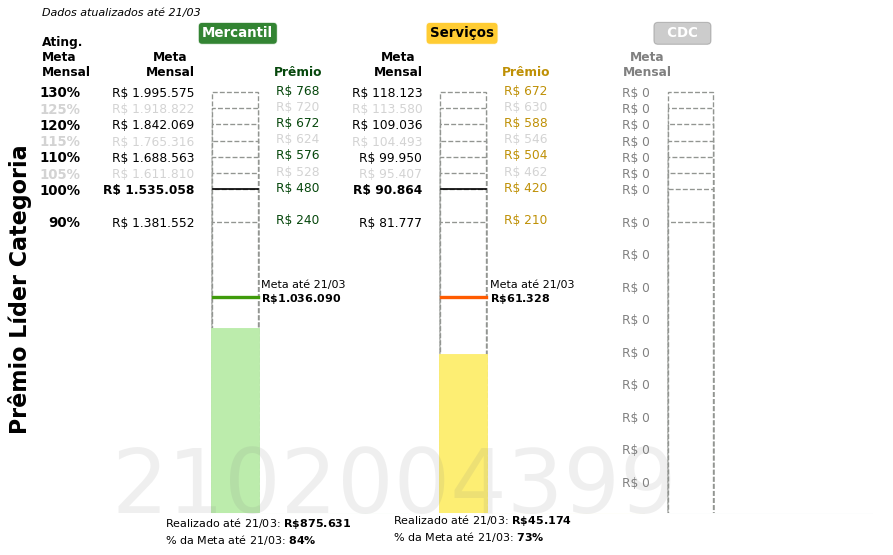 Dados atualizados até 21/03
Mercantil Serviços CDC
Ating. Meta Mensal
Meta Mensal Prêmio Meta Mensal Prêmio Meta Mensal
130% R$ 1.995.575 R$ 768 R$ 118.123 R$ 672 R$ 0
125% R$ 1.918.822 R$ 720 R$ 113.580 R$ 630 R$ 0
120% R$ 1.842.069 R$ 672 R$ 109.036 R$ 588 R$ 0
115% R$ 1.765.316 R$ 624 R$ 104.493 R$ 546 R$ 0
110% R$ 1.688.563 R$ 576 R$ 99.950 R$ 504 R$ 0
105% R$ 1.611.810 R$ 528 R$ 95.407 R$ 462 R$ 0
100% R$ 1.535.058 R$ 480 R$ 90.864 R$ 420 R$ 0
90% R$ 1.381.552 R$ 240 R$ 81.777 R$ 210 R$ 0
R$ 0
R$ 0
R$ 0
R$ 0
R$ 0
R$ 0
R$ 0
R$ 0
Meta até 21/03 Meta até 21/03
R$1.036.090 R$61.328
Prêmio Líder Categoria
2102004399
Realizado até 21/03: R$875.631 Realizado até 21/03: R$45.174
% da Meta até 21/03: 84% % da Meta até 21/03: 73%